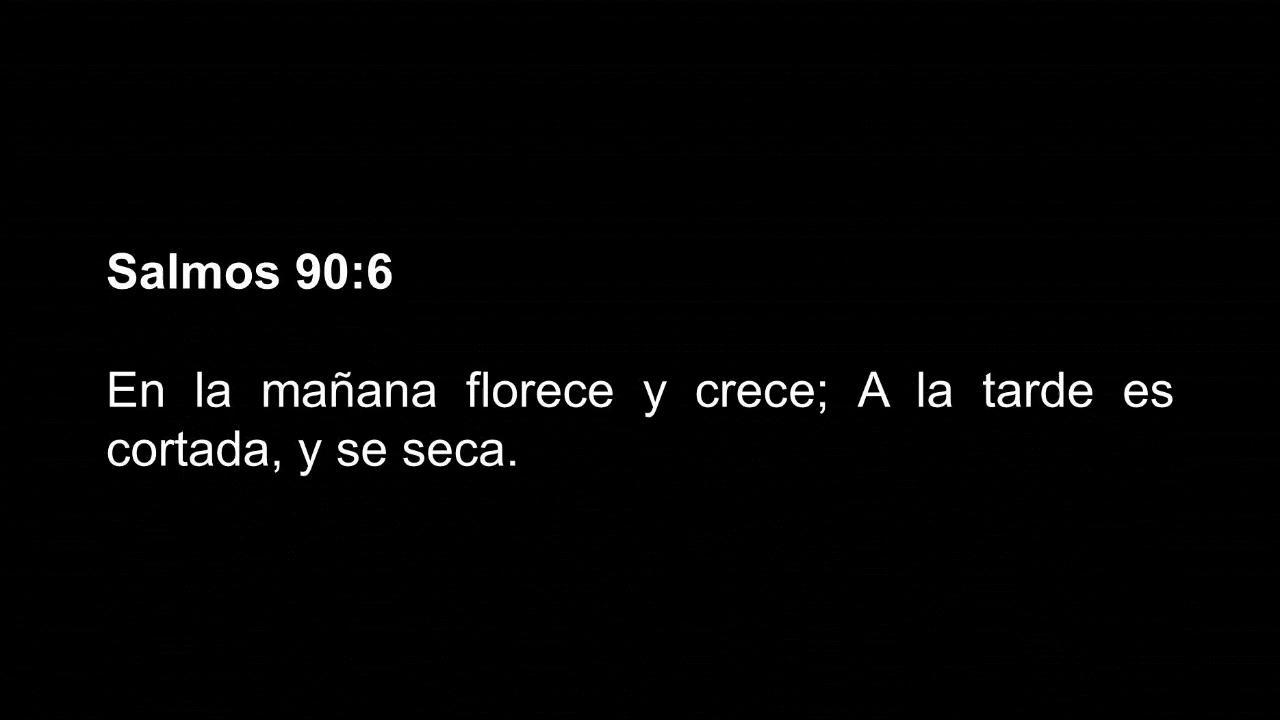 Salmos 90:6
En la mañana florece y crece; A la tarde es
cortada, y se seca.